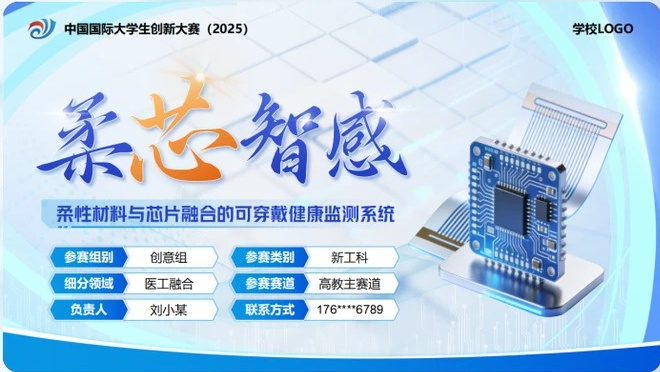 中国国际大学生创新大赛（2025）
学校LOGO
柔芯智感
柔性材料与芯片融合的可穿戴健康监测系统
参赛组别 创意组 参赛类别 新工科
细分领域 医工融合 参赛赛道 高教主赛道
负责人 刘小某 联系方式 176****6789